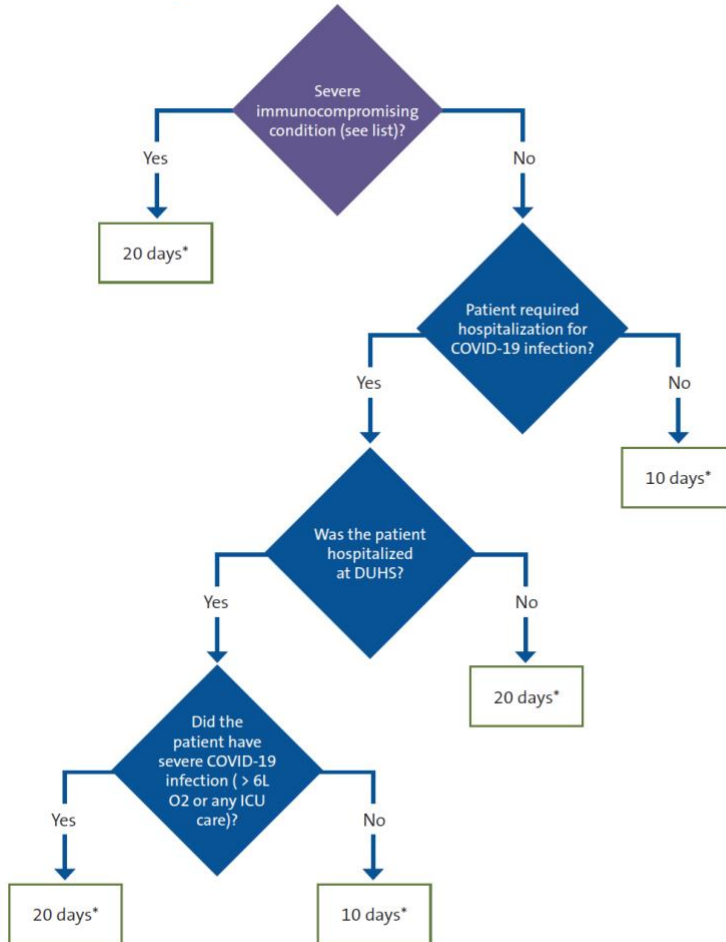 Severe
immunocompromising
condition (see list)?
Yes
No
20 days*
Patient required
hospitalization for
COVID-19 infection?
Yes
No
10 days*
Was the patient
hospitalized
at DUHS?
Yes
No
20 days*
Did the
patient have
severe COVID-19
infection ( > 6L
O2 or any ICU
care)?
Yes
No
20 days*
10 days*